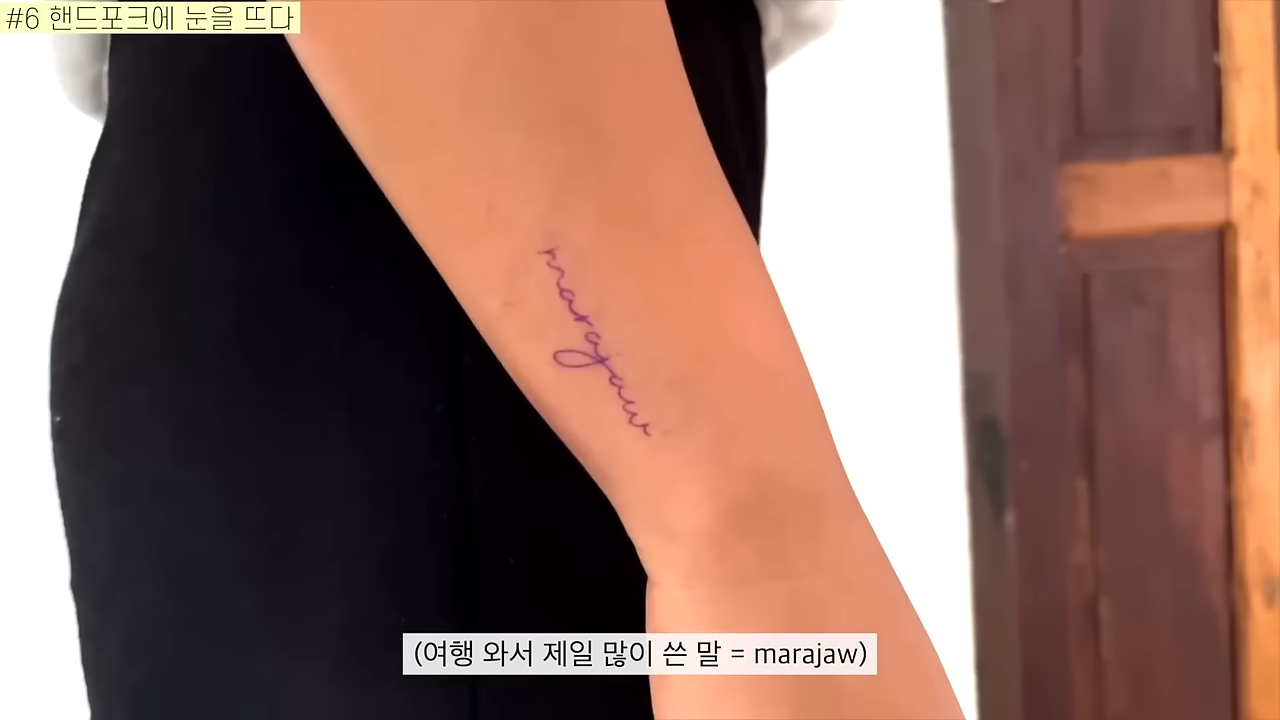 #6 핸드포크에 눈을 뜨다
marajaw
(여행 와서 제일 많이 쓴 말 = marajaw)